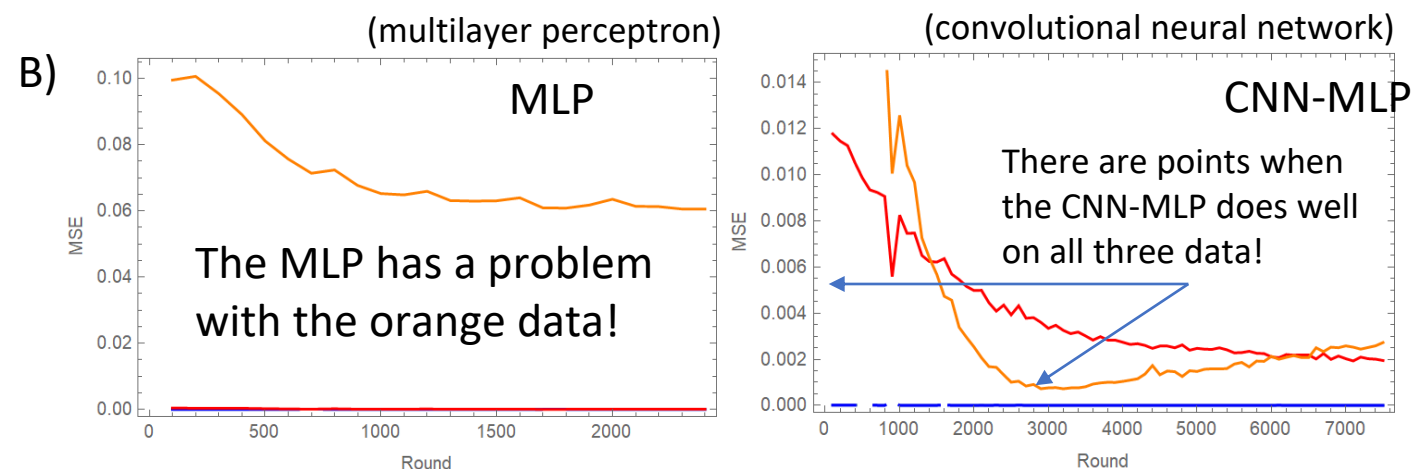 (multilayer perceptron)
B)
MLP
0.10
0.08
0.06
0.04
0.02
0.00
MSE
The MLP has a problem
with the orange data!
0
500
1000
1500
2000
Round
(convolutional neural network)
CNN-MLP
0.014
0.012
0.010
0.008
0.006
0.004
0.002
0.000
MSE
There are points when
the CNN-MLP does well
on all three data!
0
1000
2000
3000
4000
5000
6000
7000
Round